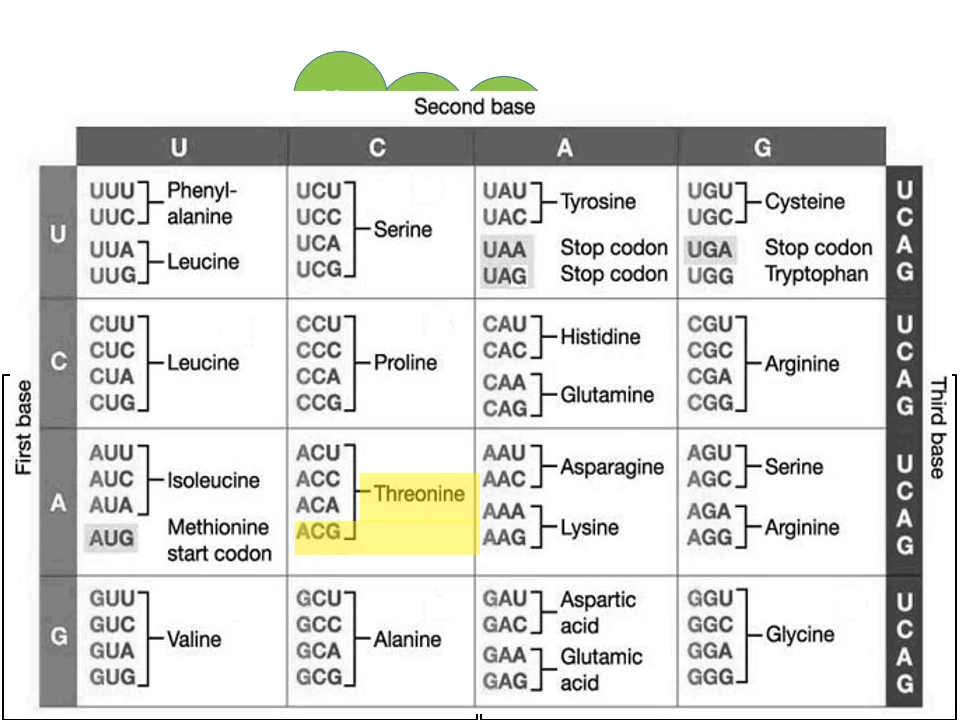 Second base
U C A G
UUU Phenyl- UCU UAU Tyrosine UGU Cysteine U
UUC alanine UCC Serine UAC UGC C
UUA Leucine UCA UAA Stop codon UGA Stop codon A
UUG UCG UAG Stop codon UGG Tryptophan G
U
CUU CCU CAU Histidine CGU U
CUC Leucine CCC Proline CAC CGC Arginine C
CUA CCA CAA Glutamine CGA A
CUG CCG CAG CGG G
C
First base
Third base
AUU ACU AAU Asparagine AGU Serine U
AUC Isoleucine ACC Threonine AAC AGC C
AUA ACA AAA Lysine AGA Arginine A
AUG Methionine ACG AAG AGG G
start codon
A
GUU GCU GAU Aspartic GGU U
GUC Valine GCC Alanine GAC acid GGC Glycine C
GUA GCA GAA Glutamic GGA A
GUG GCG GAG acid GGG G
G